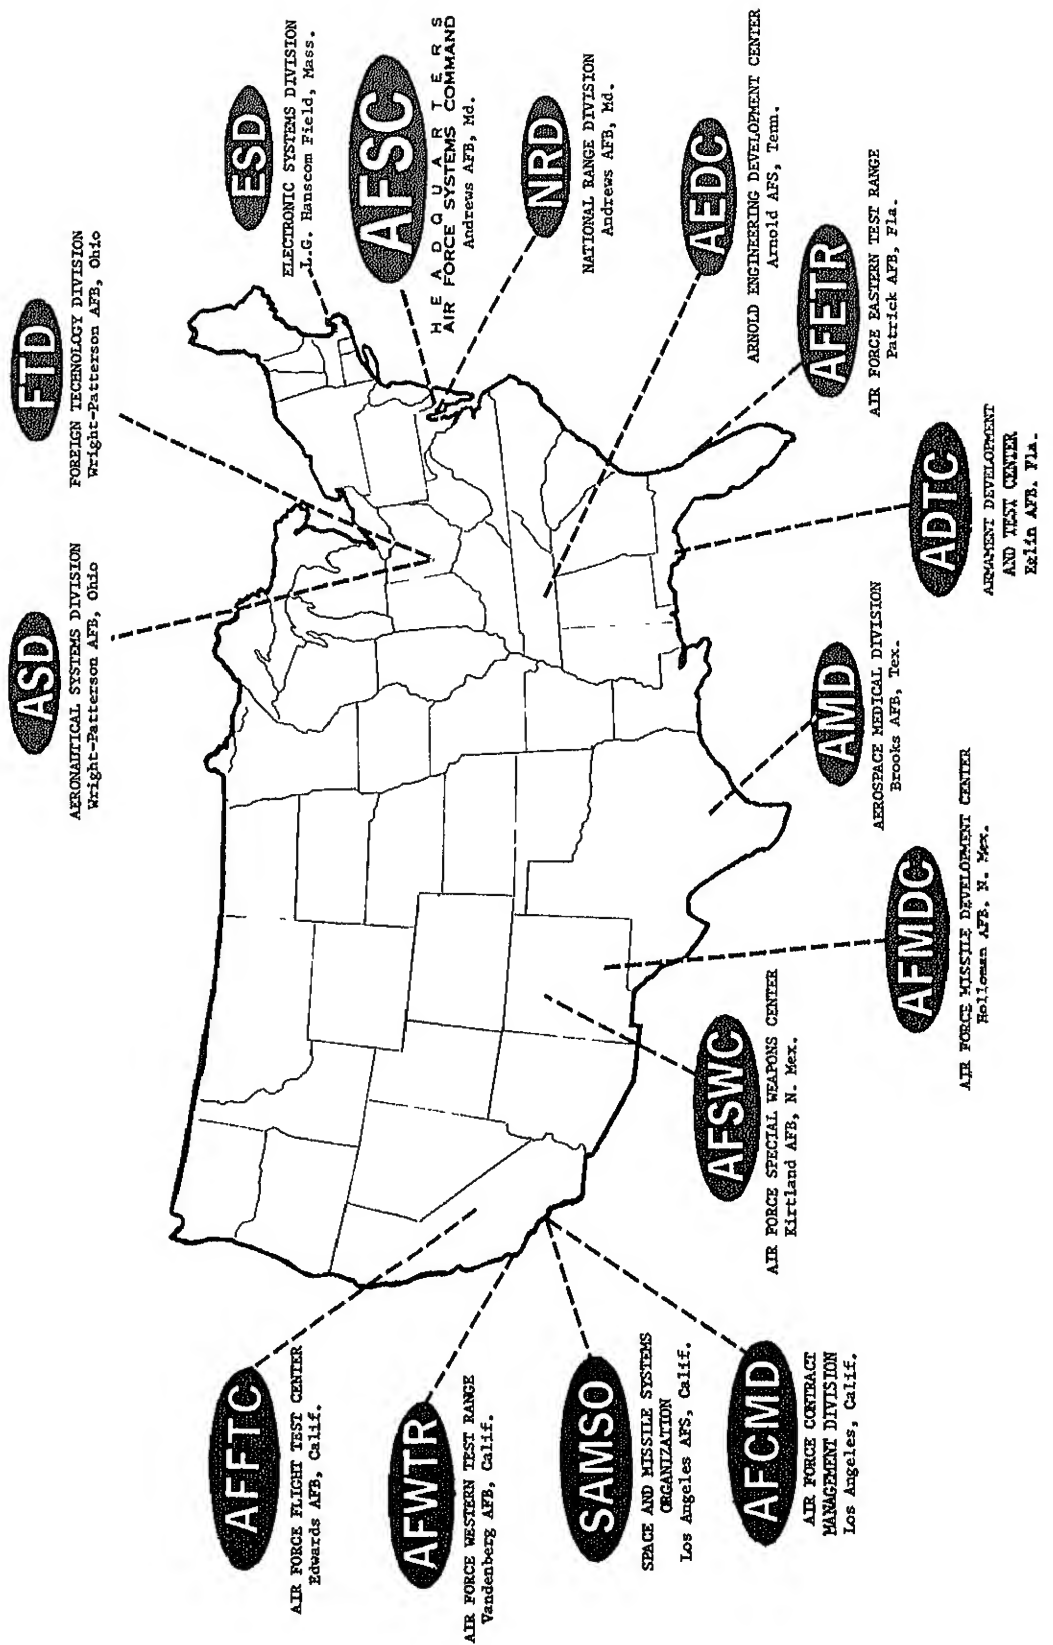 ASD
AERONAUTICAL SYSTEMS DIVISION
Wright-Patterson AFB, Ohio
FTD
FOREIGN TECHNOLOGY DIVISION
Wright-Patterson AFB, Ohio
ESD
ELECTRONIC SYSTEMS DIVISION
L.G. Hanscom Field, Mass.
AFSC
HEADQUARTERS
AIR FORCE SYSTEMS COMMAND
Andrews AFB, Md.
NRD
NATIONAL RANGE DIVISION
Andrews AFB, Md.
AEDC
ARNOLD ENGINEERING DEVELOPMENT CENTER
Arnold AFS, Tenn.
AFETR
AIR FORCE EASTERN TEST RANGE
Patrick AFB, Fla.
ADTC
ARMAMENT DEVELOPMENT
AND TEST CENTER
Eglin AFB. Fla.
AMD
AEROSPACE MEDICAL DIVISION
Brooks AFB, Tex.
AFMDC
AIR FORCE MISSILE DEVELOPMENT CENTER
Holloman AFB. N. Mex.
AFSWC
AIR FORCE SPECIAL WEAPONS CENTER
Kirtland AFB, N. Mex.
AFFTC
AIR FORCE FLIGHT TEST CENTER
Edwards AFB, Calif.
AFWTR
AIR FORCE WESTERN TEST RANGE
Vandenberg AFB, Calif.
SAMSO
SPACE AND MISSILE SYSTEMS
ORGANIZATION
Los Angeles AFS, Calif.
AFCMD
AIR FORCE CONTRACT
MANAGEMENT DIVISION
Los Angeles, Calif.